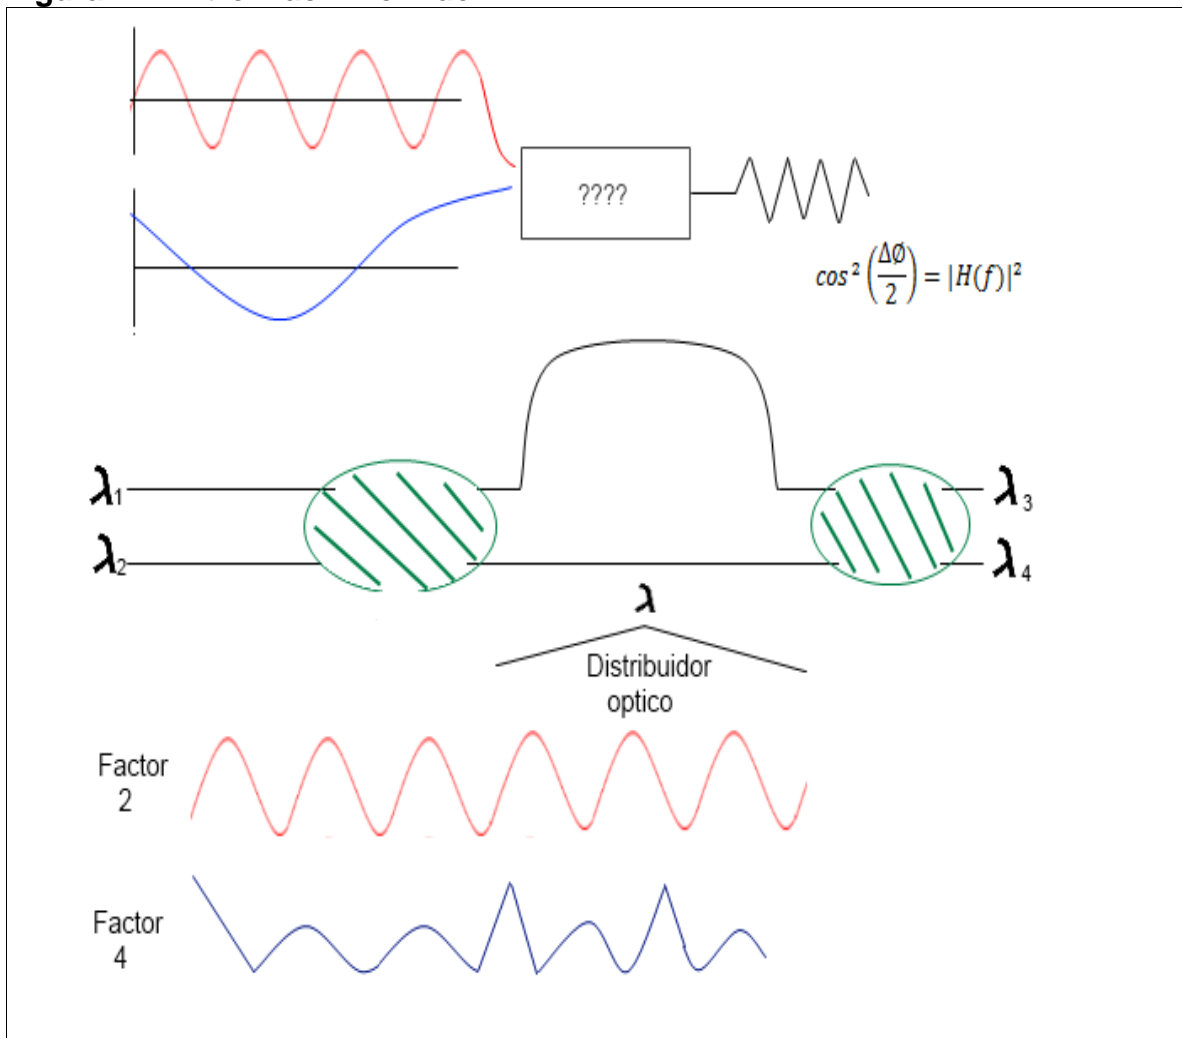 ????
cos² (ΔØ/2) = |H(f)|²
λ1
λ3
λ2
λ4
λ
Distribuidor
optico
Factor
2
Factor
4